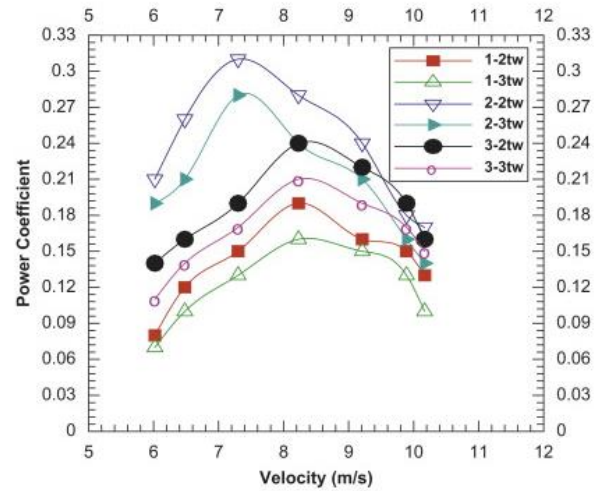 5 6 7 8 9 10 11 12
0.33 0.33
0.3 0.3
0.27 0.27
0.24 0.24
0.21 0.21
0.18 0.18
0.15 0.15
0.12 0.12
0.09 0.09
0.06 0.06
0.03 0.03
0 0
Power Coefficient
1-2tw
1-3tw
2-2tw
2-3tw
3-2tw
3-3tw
5 6 7 8 9 10 11 12
Velocity (m/s)